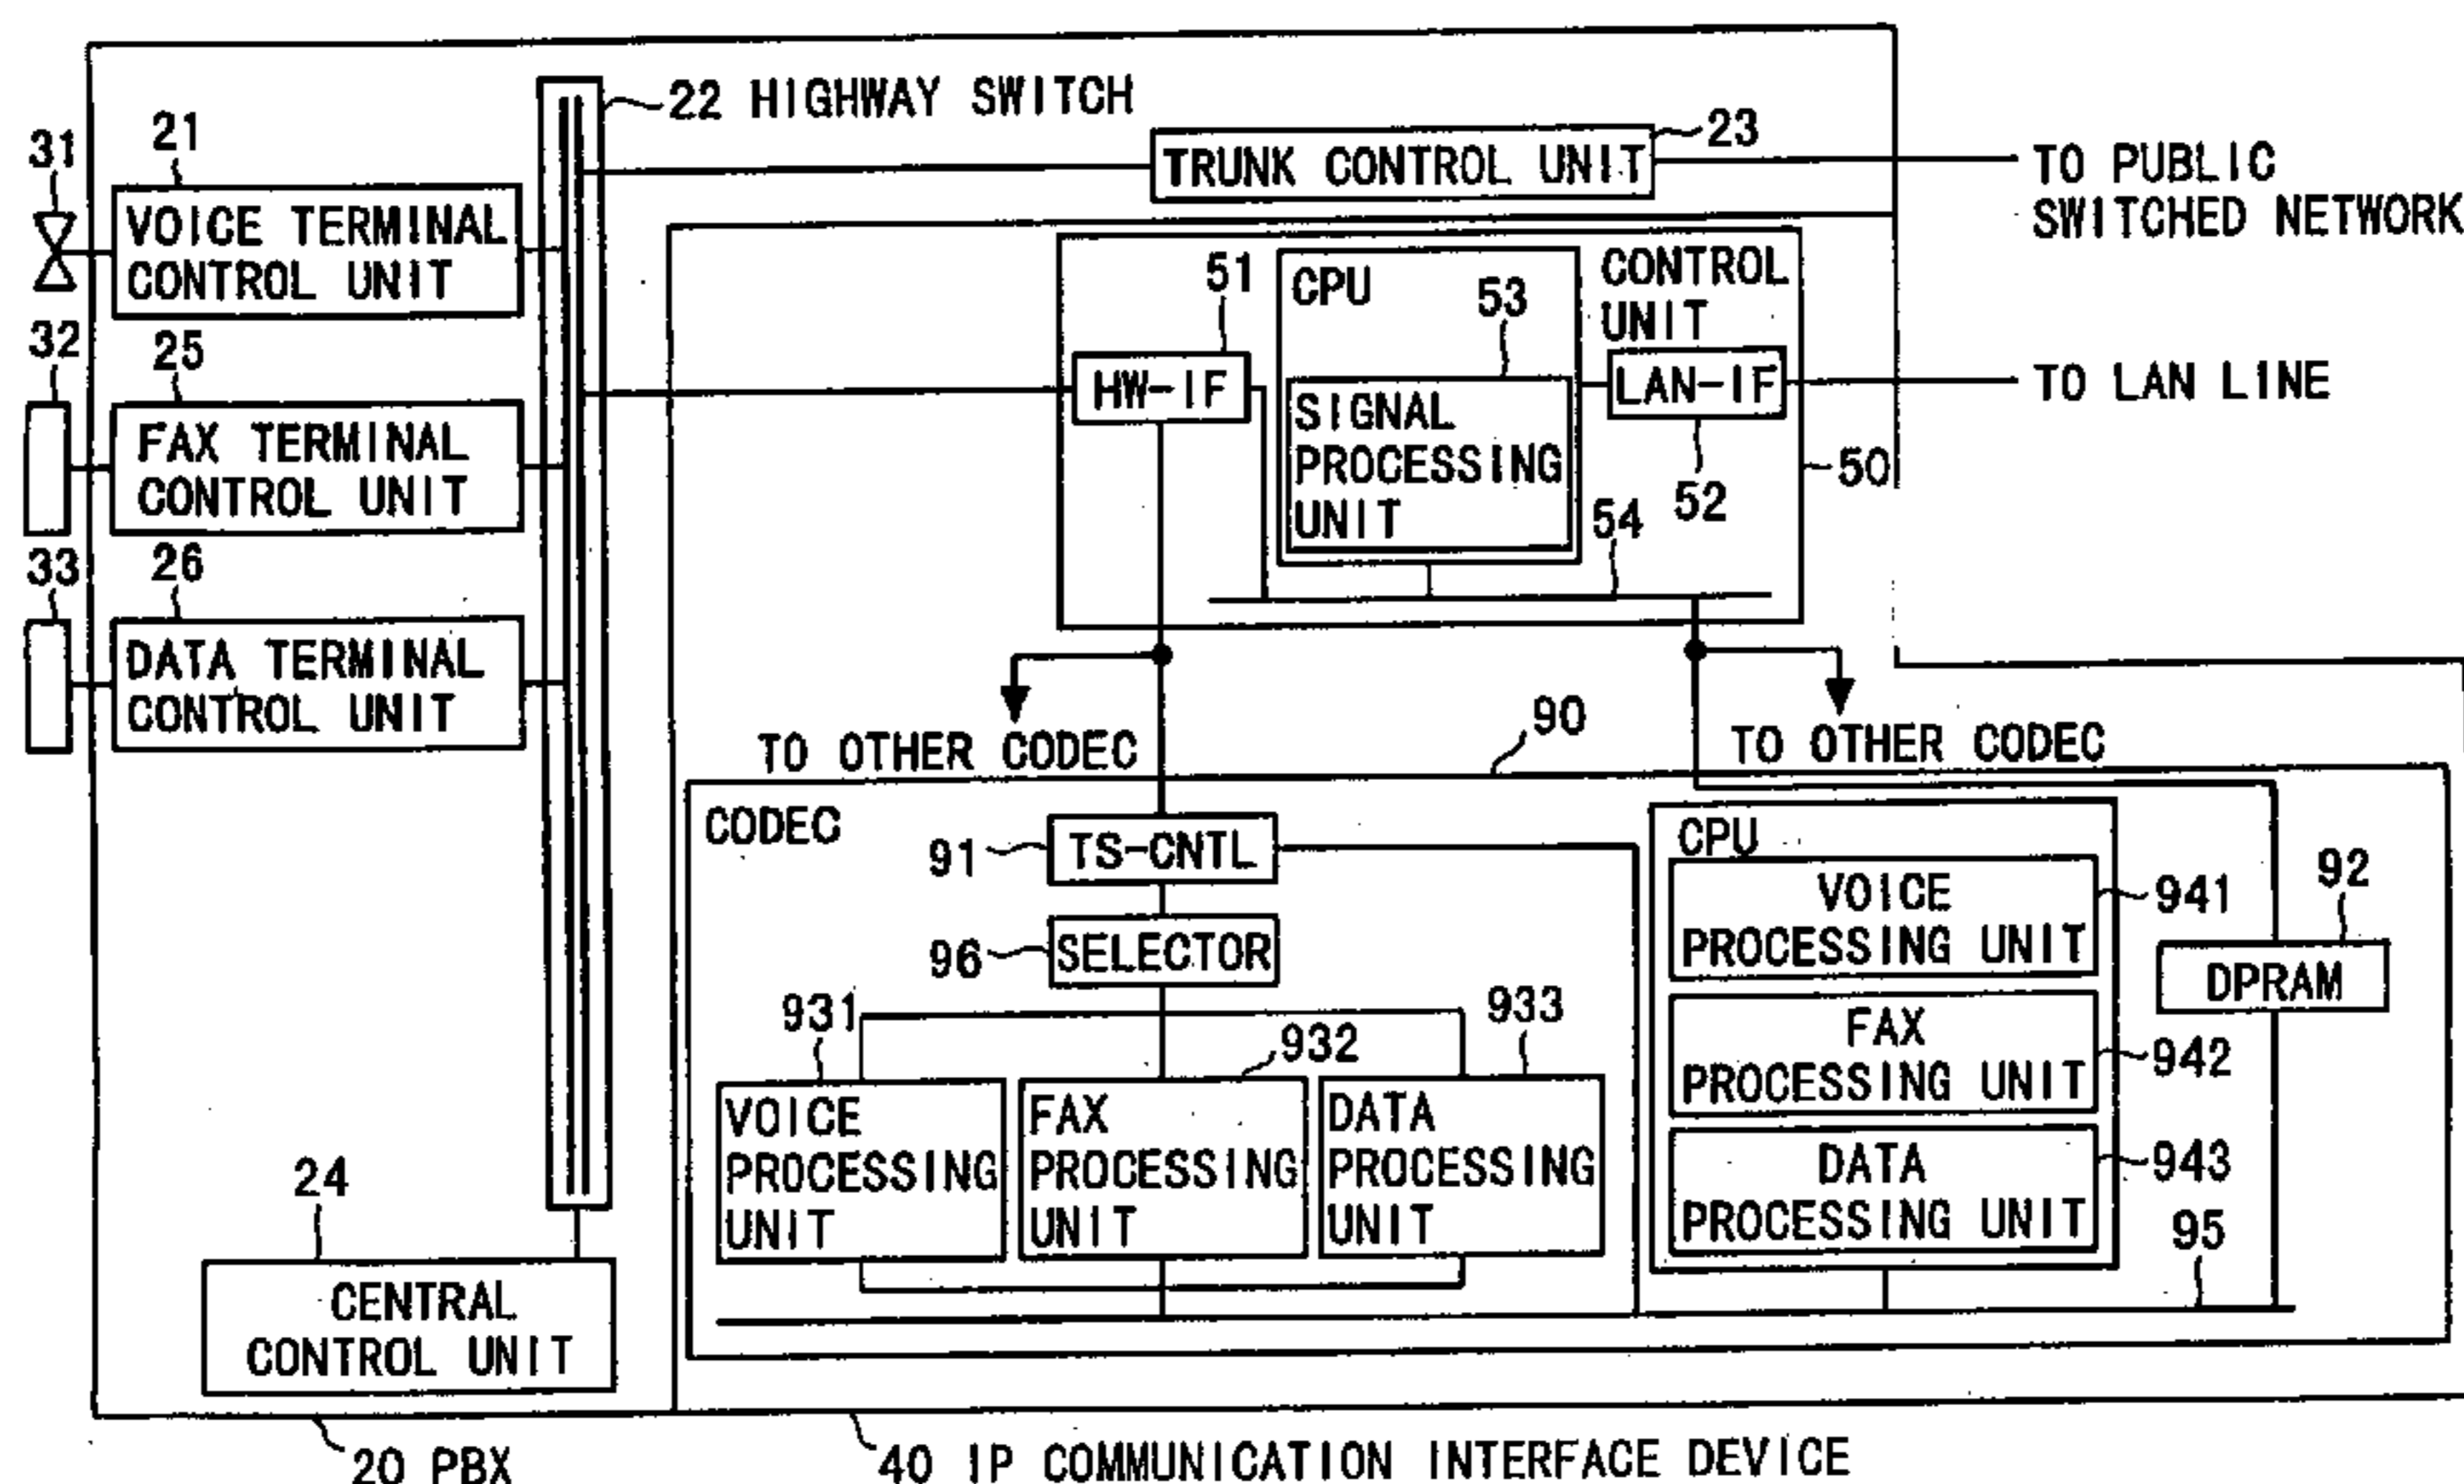 22 HIGHWAY SWITCH
31
21
VOICE TERMINAL
CONTROL UNIT
32
25
FAX TERMINAL
CONTROL UNIT
33
26
DATA TERMINAL
CONTROL UNIT
24
CENTRAL
CONTROL UNIT
20 PBX
23
TRUNK CONTROL UNIT
TO PUBLIC
SWITCHED NETWORK
51
HW-IF
CPU
53
SIGNAL
PROCESSING
UNIT
CONTROL
UNIT
LAN-IF
52
TO LAN LINE
50
54
TO OTHER CODEC
TO OTHER CODEC
90
CODEC
91
TS-CNTL
96
SELECTOR
931
932
933
VOICE
PROCESSING
UNIT
FAX
PROCESSING
UNIT
DATA
PROCESSING
UNIT
CPU
VOICE
PROCESSING UNIT
941
FAX
PROCESSING UNIT
942
DATA
PROCESSING UNIT
943
92
DPRAM
95
40 IP COMMUNICATION INTERFACE DEVICE